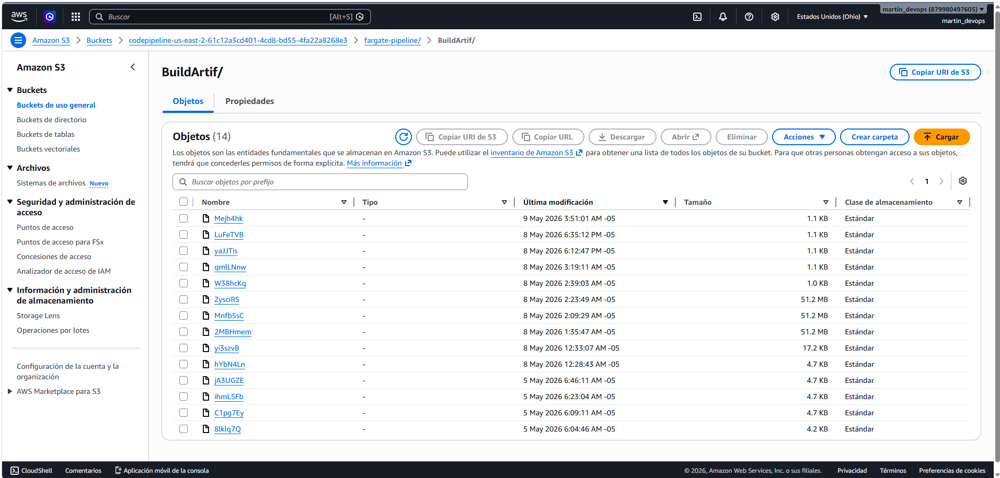 aws
Buscar [Alt+S]
Estados Unidos (Ohio)
martin_devops (879980497605)
martin_devops
Amazon S3 > Buckets > codepipeline-us-east-2-61c12a3cd401-4cd8-bd55-4fa22a8268e3 > fargate-pipeline/ > BuildArtif/
Amazon S3
Buckets
Buckets de uso general
Buckets de directorio
Buckets de tablas
Buckets vectoriales
Archivos
Sistemas de archivos Nuevo
Seguridad y administración de
acceso
Puntos de acceso
Puntos de acceso para FSx
Concesiones de acceso
Analizador de acceso de IAM
Información y administración
de almacenamiento
Storage Lens
Operaciones por lotes
Configuración de la cuenta y la
organización
AWS Marketplace para S3
BuildArtif/
Copiar URI de S3
Objetos Propiedades
Objetos (14)
Copiar URI de S3 Copiar URL Descargar Abrir Eliminar Acciones Crear carpeta Cargar
Los objetos son las entidades fundamentales que se almacenan en Amazon S3. Puede utilizar el inventario de Amazon S3 para obtener una lista de todos los objetos de su bucket. Para que otras personas obtengan acceso a sus objetos,
tendrá que concederles permisos de forma explícita. Más información
Buscar objetos por prefijo
1
Nombre Tipo Última modificación Tamaño Clase de almacenamiento
Mejh4hk - 9 May 2026 3:51:01 AM -05 1.1 KB Estándar
LuFeTVB - 8 May 2026 6:35:12 PM -05 1.1 KB Estándar
yaJJTis - 8 May 2026 6:12:47 PM -05 1.1 KB Estándar
qmlLNnw - 8 May 2026 3:19:11 AM -05 1.1 KB Estándar
W38hcKq - 8 May 2026 2:39:03 AM -05 1.0 KB Estándar
ZysciRS - 8 May 2026 2:23:49 AM -05 51.2 MB Estándar
Mnfb5sC - 8 May 2026 2:09:29 AM -05 51.2 MB Estándar
2MBHmem - 8 May 2026 1:35:47 AM -05 51.2 MB Estándar
yi3szvB - 8 May 2026 12:33:07 AM -05 17.2 KB Estándar
hYbN4Ln - 8 May 2026 12:28:43 AM -05 4.7 KB Estándar
jA3UGZE - 5 May 2026 6:46:11 AM -05 4.7 KB Estándar
ihmL5Fb - 5 May 2026 6:23:04 AM -05 4.7 KB Estándar
C1pg7Ey - 5 May 2026 6:09:11 AM -05 4.7 KB Estándar
8lklq7Q - 5 May 2026 6:04:46 AM -05 4.2 KB Estándar
CloudShell Comentarios Aplicación móvil de la consola © 2026, Amazon Web Services, Inc. o sus filiales. Privacidad Términos Preferencias de cookies